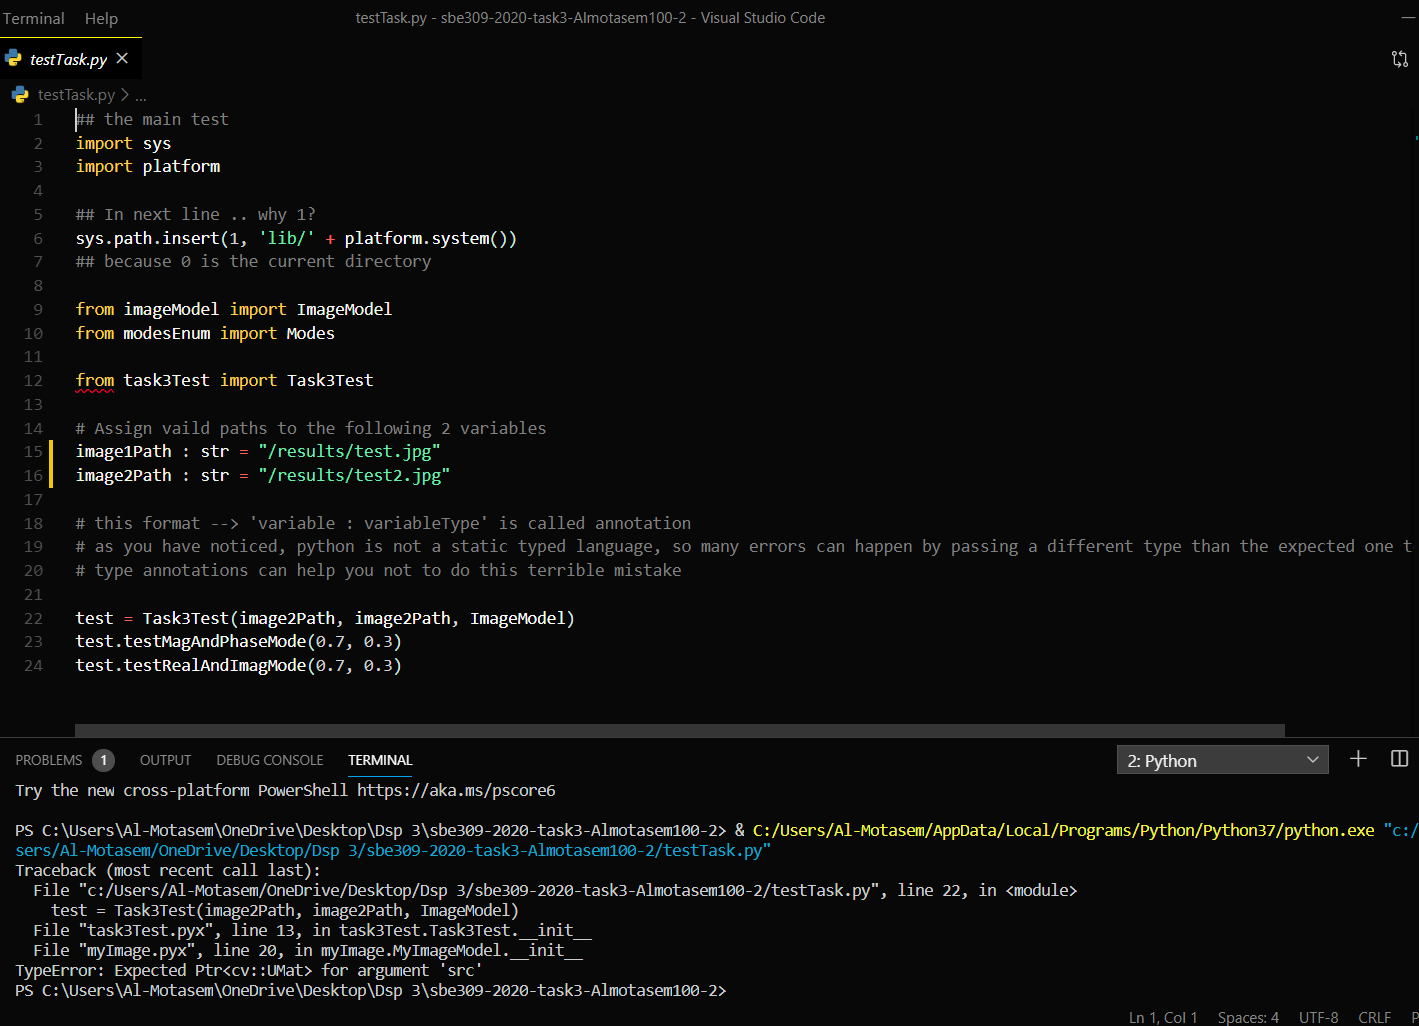 Terminal Help testTask.py - sbe309-2020-task3-Almotasem100-2 - Visual Studio Code
testTask.py ×
testTask.py > ...
1 ## the main test
2 import sys
3 import platform
4
5 ## In next line .. why 1?
6 sys.path.insert(1, 'lib/' + platform.system())
7 ## because 0 is the current directory
8
9 from imageModel import ImageModel
10 from modesEnum import Modes
11
12 from task3Test import Task3Test
13
14 # Assign vaild paths to the following 2 variables
15 image1Path : str = "/results/test.jpg"
16 image2Path : str = "/results/test2.jpg"
17
18 # this format --> 'variable : variableType' is called annotation
19 # as you have noticed, python is not a static typed language, so many errors can happen by passing a different type than the expected one t
20 # type annotations can help you not to do this terrible mistake
21
22 test = Task3Test(image2Path, image2Path, ImageModel)
23 test.testMagAndPhaseMode(0.7, 0.3)
24 test.testRealAndImagMode(0.7, 0.3)
PROBLEMS 1 OUTPUT DEBUG CONSOLE TERMINAL 2: Python
Try the new cross-platform PowerShell https://aka.ms/pscore6
PS C:\Users\Al-Motasem\OneDrive\Desktop\Dsp 3\sbe309-2020-task3-Almotasem100-2> & C:/Users/Al-Motasem/AppData/Local/Programs/Python/Python37/python.exe "c:/
sers/Al-Motasem/OneDrive/Desktop/Dsp 3/sbe309-2020-task3-Almotasem100-2/testTask.py"
Traceback (most recent call last):
File "c:/Users/Al-Motasem/OneDrive/Desktop/Dsp 3/sbe309-2020-task3-Almotasem100-2/testTask.py", line 22, in <module>
test = Task3Test(image2Path, image2Path, ImageModel)
File "task3Test.pyx", line 13, in task3Test.Task3Test.__init__
File "myImage.pyx", line 20, in myImage.MyImageModel.__init__
TypeError: Expected Ptr<cv::UMat> for argument 'src'
PS C:\Users\Al-Motasem\OneDrive\Desktop\Dsp 3\sbe309-2020-task3-Almotasem100-2>
Ln 1, Col 1 Spaces: 4 UTF-8 CRLF P